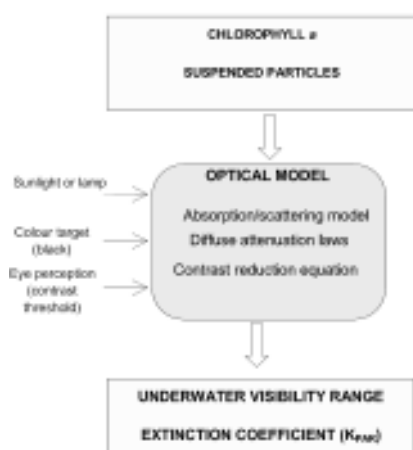 CHLOROPHYLL a
SUSPENDED PARTICLES
OPTICAL MODEL
Sunlight or lamp
Absorption/scattering model
Colour target
(black)
Diffuse attenuation laws
Eye perception
(contrast
threshold)
Contrast reduction equation
UNDERWATER VISIBILITY RANGE
EXTINCTION COEFFICIENT (KPAR)